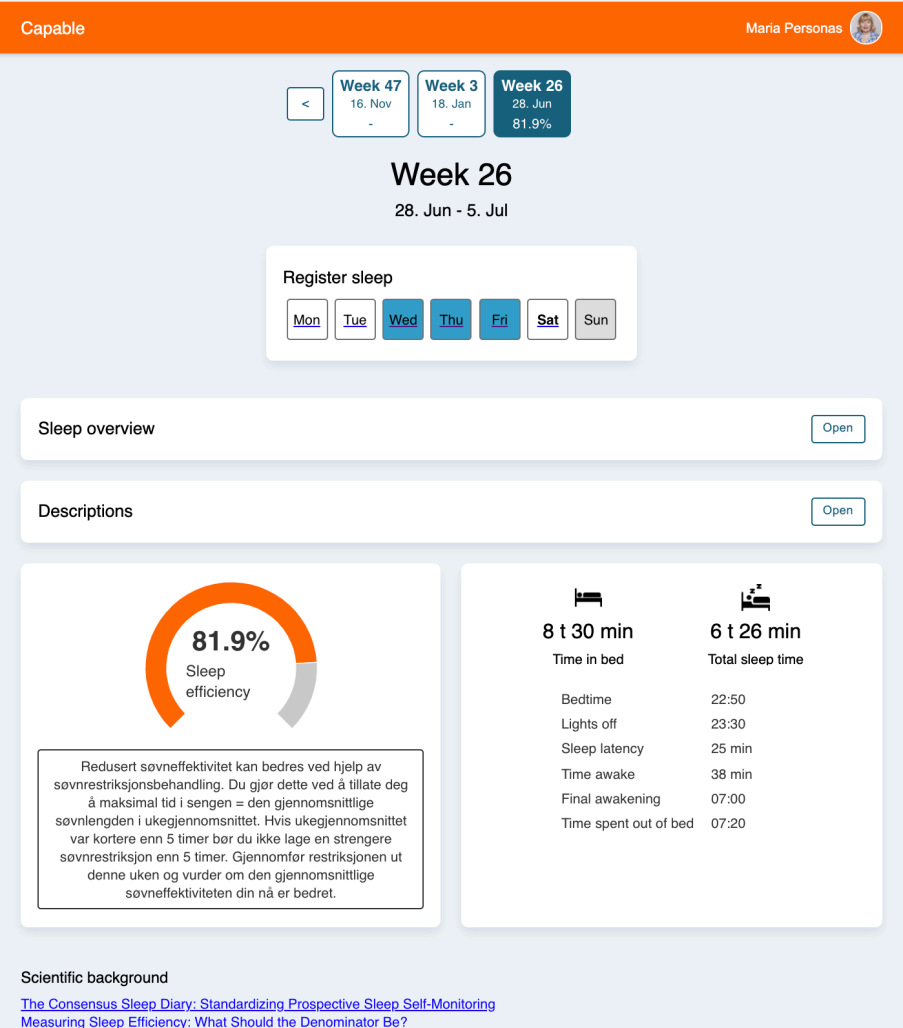 Capable
Maria Personas
<
Week 47
16. Nov
-
Week 3
18. Jan
-
Week 26
28. Jun
81.9%
Week 26
28. Jun - 5. Jul
Register sleep
Mon Tue Wed Thu Fri Sat Sun
Sleep overview
Open
Descriptions
Open
81.9%
Sleep
efficiency
Redusert søvneffektivitet kan bedres ved hjelp av
søvnrestriksjonsbehandling. Du gjør dette ved å tillate deg
å maksimal tid i sengen = den gjennomsnittlige
søvnlengden i ukegjennomsnittet. Hvis ukegjennomsnittet
var kortere enn 5 timer bør du ikke lage en strengere
søvnrestriksjon enn 5 timer. Gjennomfør restriksjonen ut
denne uken og vurder om den gjennomsnittlige
søvneffektiviteten din nå er bedret.
z z
8 t 30 min
Time in bed
6 t 26 min
Total sleep time
Bedtime 22:50
Lights off 23:30
Sleep latency 25 min
Time awake 38 min
Final awakening 07:00
Time spent out of bed 07:20
Scientific background
The Consensus Sleep Diary: Standardizing Prospective Sleep Self-Monitoring
Measuring Sleep Efficiency: What Should the Denominator Be?